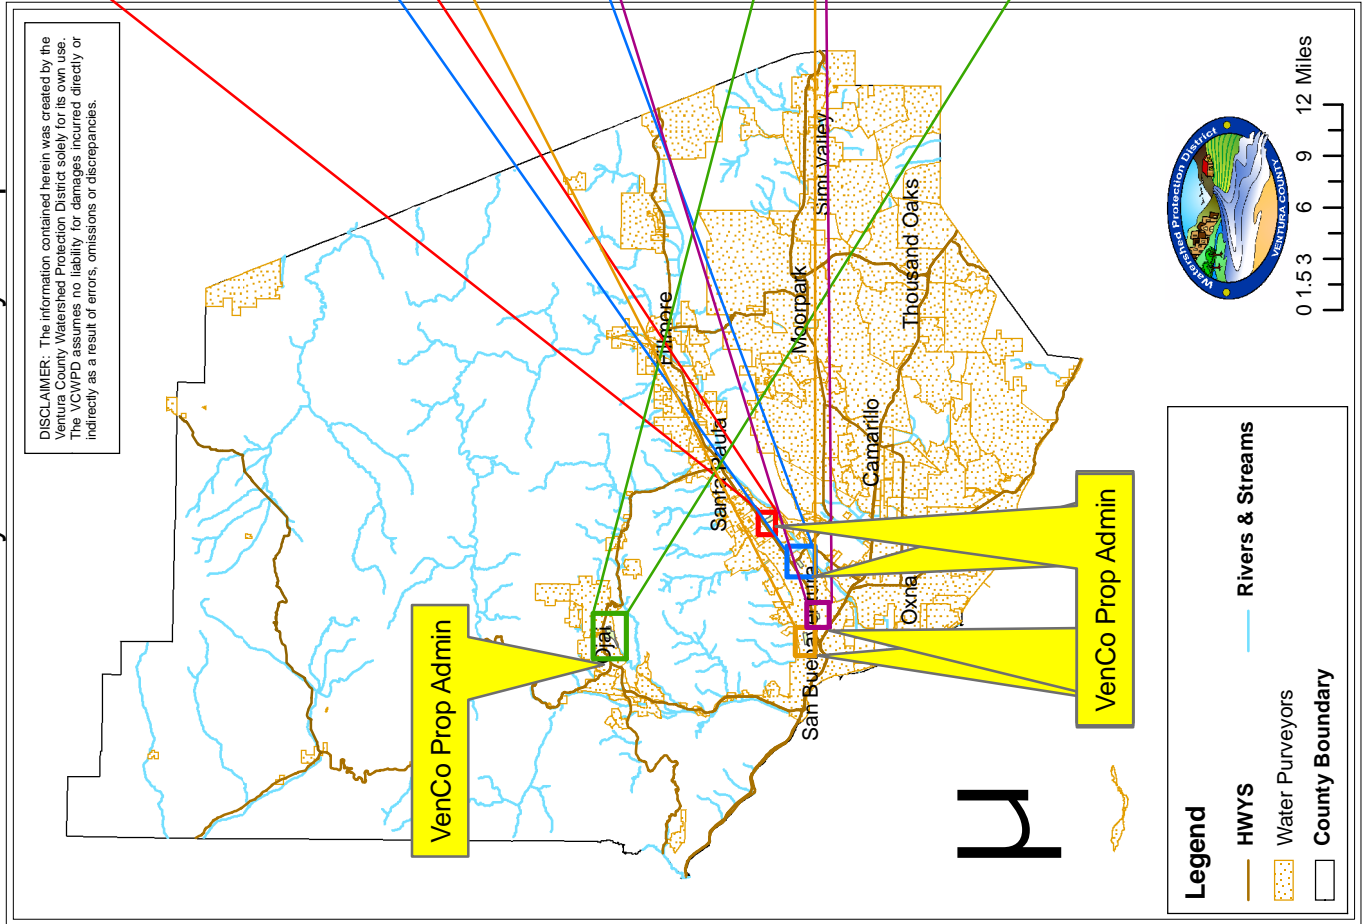 DISCLAIMER: The information contained herein was created by the
Ventura County Watershed Protection District solely for its own use.
The VCWPD assumes no liability for damages incurred directly or
indirectly as a result of errors, omissions or discrepancies.
VenCo Prop Admin
Ojai
Fillmore
Santa Paula
Moorpark
Simi Valley
San Buenaventura
Camarillo
Thousand Oaks
Oxna
VenCo Prop Admin
µ
Watershed Protection District
VENTURA COUNTY
0 1.5 3 6 9 12 Miles
Legend
HWYS
Rivers & Streams
Water Purveyors
County Boundary